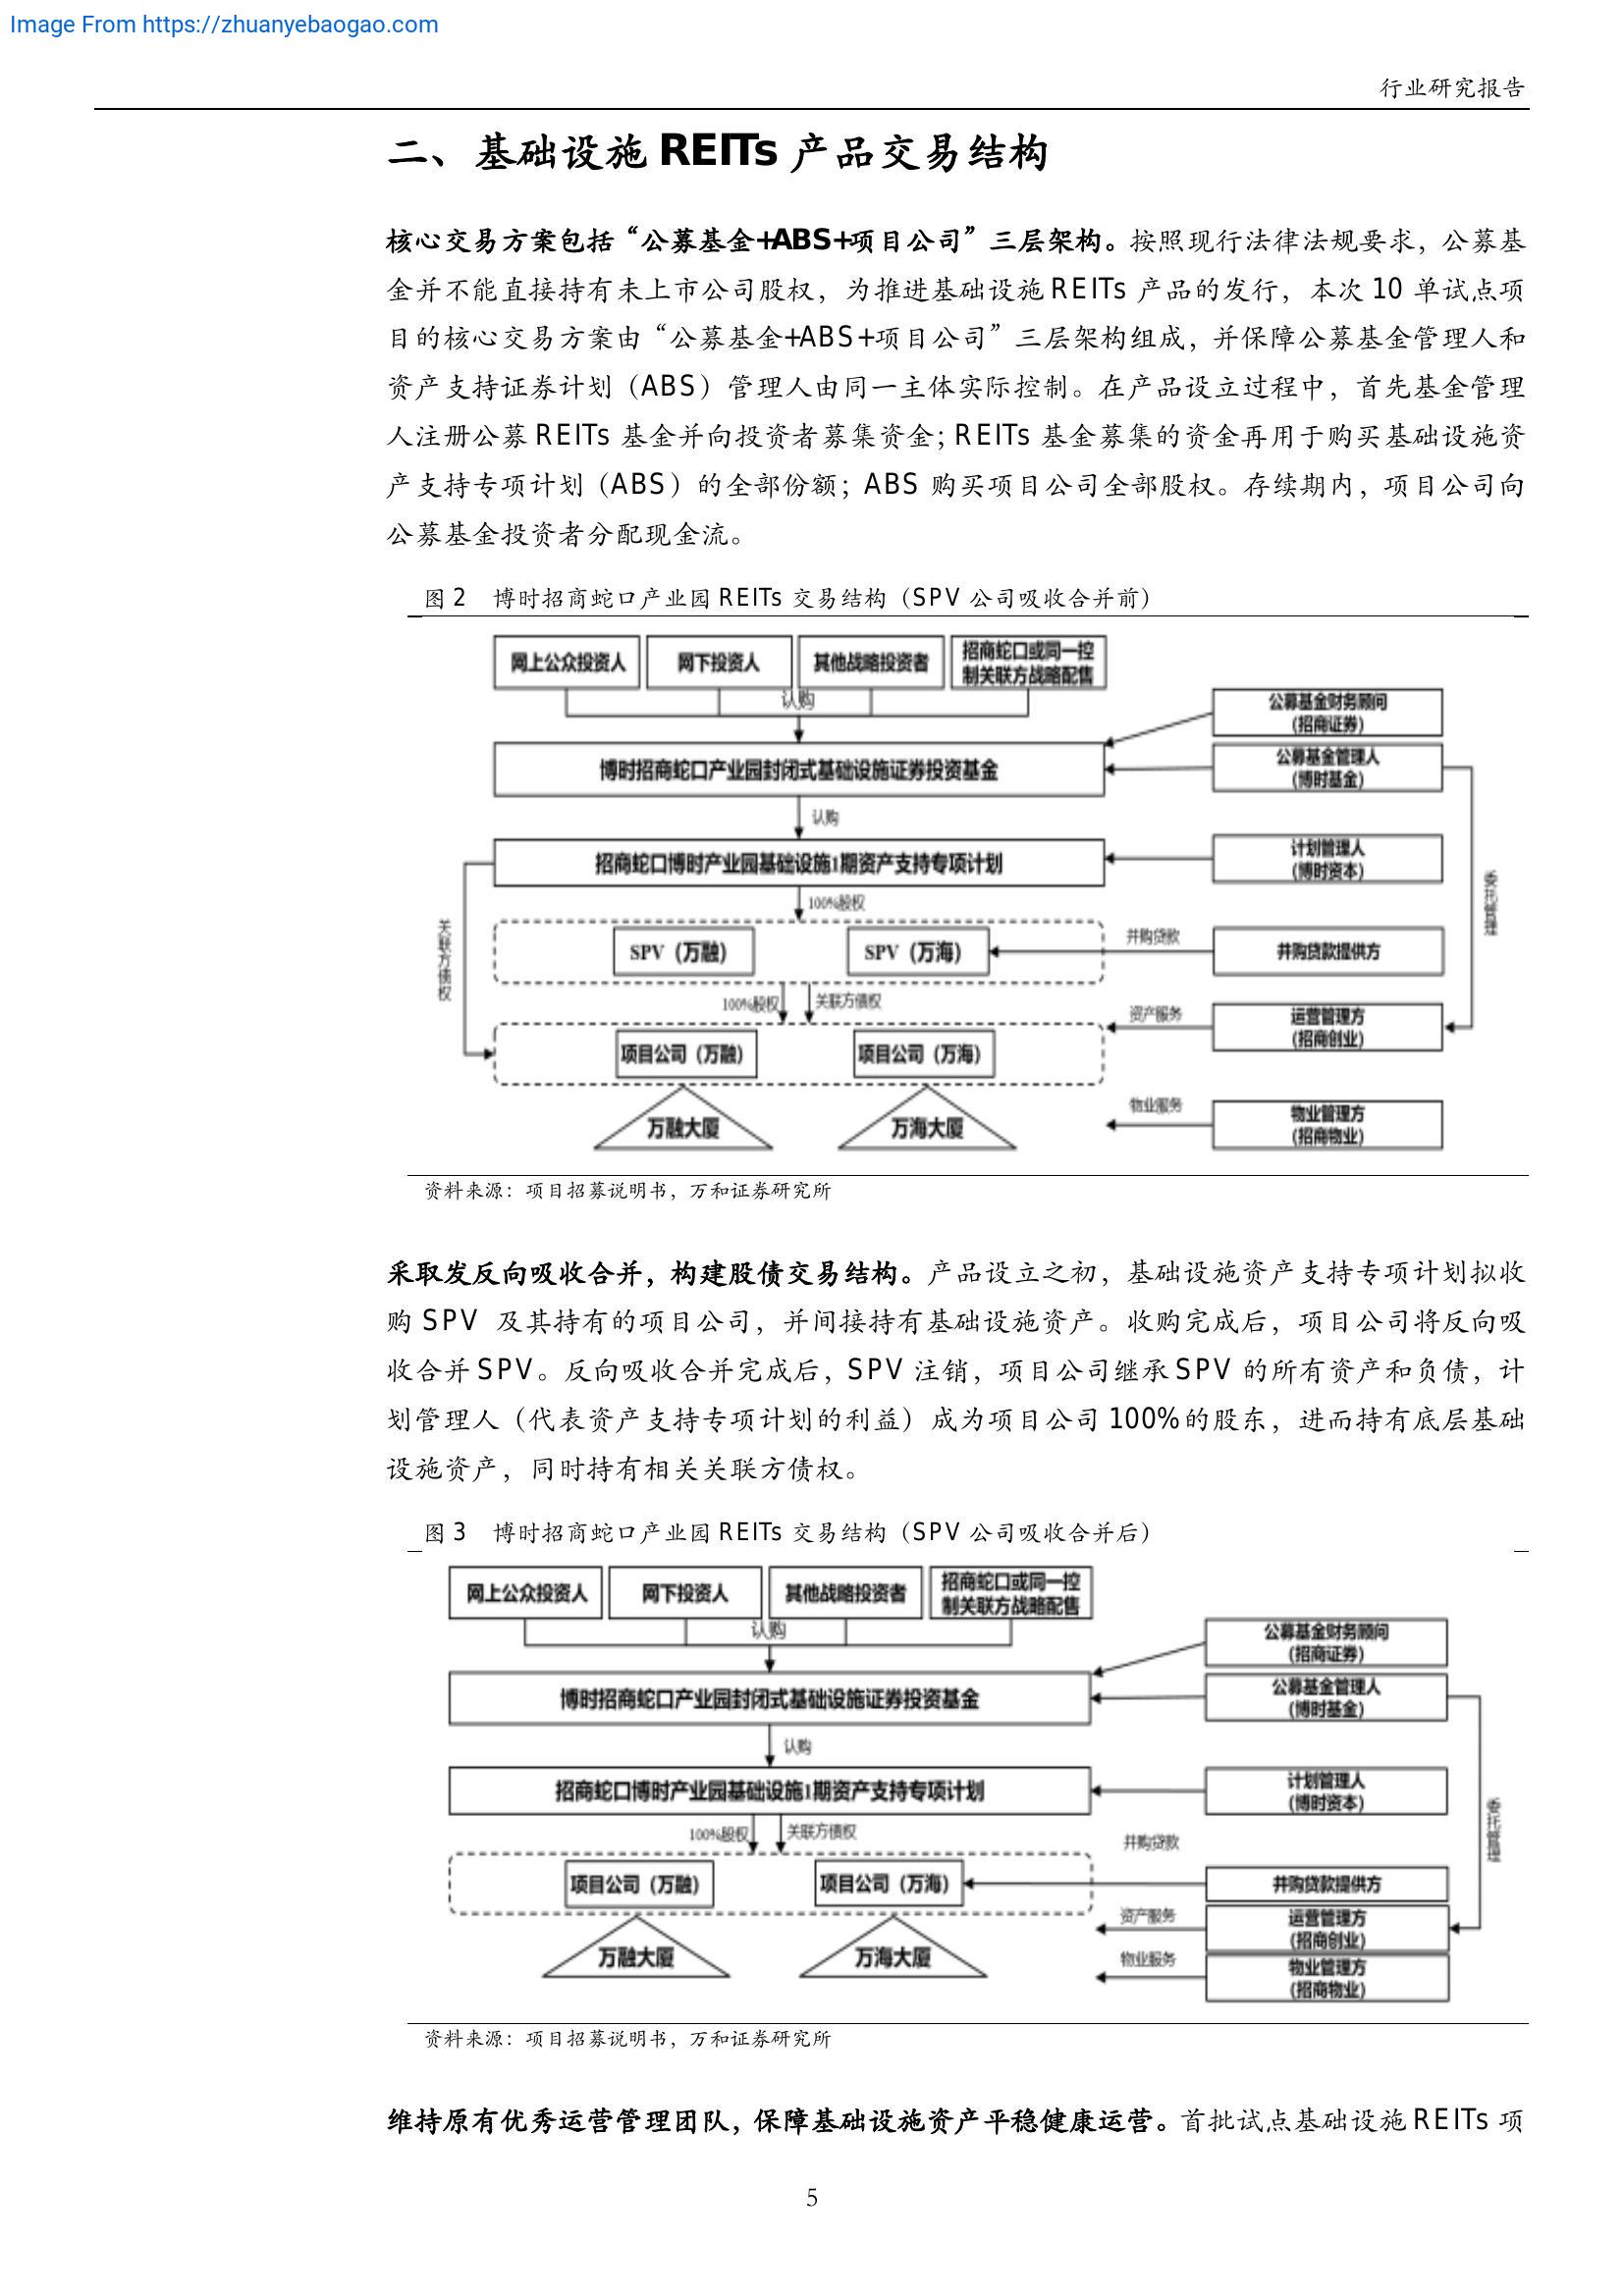 Image From https://zhuanyebaogao.com
行业研究报告
二、基础设施 REITs 产品交易结构
核心交易方案包括“公募基金+ABS+项目公司”三层架构。按照现行法律法规要求，公募基
金并不能直接持有未上市公司股权，为推进基础设施 REITs 产品的发行，本次 10 单试点项
目的核心交易方案由“公募基金+ABS+项目公司”三层架构组成，并保障公募基金管理人和
资产支持证券计划（ABS）管理人由同一主体实际控制。在产品设立过程中，首先基金管理
人注册公募 REITs 基金并向投资者募集资金；REITs 基金募集的资金再用于购买基础设施资
产支持专项计划（ABS）的全部份额；ABS 购买项目公司全部股权。存续期内，项目公司向
公募基金投资者分配现金流。
图 2 博时招商蛇口产业园 REITs 交易结构（SPV 公司吸收合并前）
网上公众投资人
网下投资人
其他战略投资者
招商蛇口或同一控
制关联方战略配售
认购
公募基金财务顾问
(招商证券)
博时招商蛇口产业园封闭式基础设施证券投资基金
公募基金管理人
(博时基金)
认购
招商蛇口博时产业园基础设施1期资产支持专项计划
计划管理人
(博时资本)
委托管理
100%股权
关联方债权
SPV（万融）
SPV（万海）
并购贷款
并购贷款提供方
100%股权
关联方债权
资产服务
运营管理方
(招商创业)
项目公司（万融）
项目公司（万海）
万融大厦
万海大厦
物业服务
物业管理方
(招商物业)
资料来源：项目招募说明书，万和证券研究所
采取发反向吸收合并，构建股债交易结构。产品设立之初，基础设施资产支持专项计划拟收
购 SPV 及其持有的项目公司，并间接持有基础设施资产。收购完成后，项目公司将反向吸
收合并 SPV。反向吸收合并完成后，SPV 注销，项目公司继承 SPV 的所有资产和负债，计
划管理人（代表资产支持专项计划的利益）成为项目公司 100%的股东，进而持有底层基础
设施资产，同时持有相关关联方债权。
图 3 博时招商蛇口产业园 REITs 交易结构（SPV 公司吸收合并后）
网上公众投资人
网下投资人
其他战略投资者
招商蛇口或同一控
制关联方战略配售
认购
公募基金财务顾问
(招商证券)
博时招商蛇口产业园封闭式基础设施证券投资基金
公募基金管理人
(博时基金)
认购
招商蛇口博时产业园基础设施1期资产支持专项计划
计划管理人
(博时资本)
委托管理
100%股权
关联方债权
并购贷款
项目公司（万融）
项目公司（万海）
并购贷款提供方
资产服务
运营管理方
(招商创业)
万融大厦
万海大厦
物业服务
物业管理方
(招商物业)
资料来源：项目招募说明书，万和证券研究所
维持原有优秀运营管理团队，保障基础设施资产平稳健康运营。首批试点基础设施 REITs 项
5